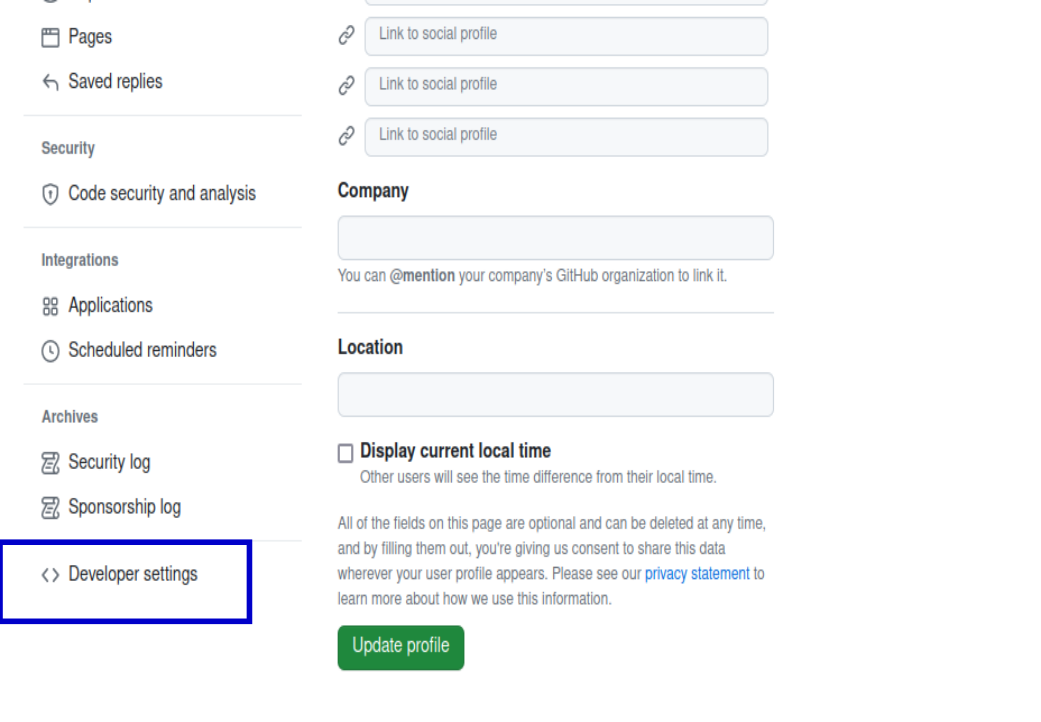 Pages
Saved replies
Security
Code security and analysis
Integrations
Applications
Scheduled reminders
Archives
Security log
Sponsorship log
Developer settings
Link to social profile
Link to social profile
Link to social profile
Company
You can @mention your company's GitHub organization to link it.
Location
Display current local time
Other users will see the time difference from their local time.
All of the fields on this page are optional and can be deleted at any time,
and by filling them out, you're giving us consent to share this data
wherever your user profile appears. Please see our privacy statement to
learn more about how we use this information.
Update profile